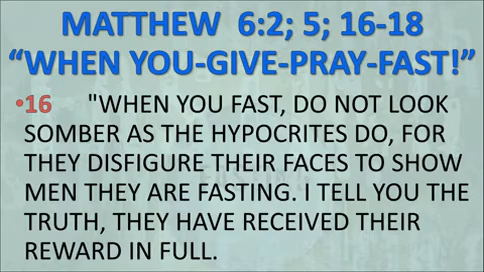 MATTHEW 6:2; 5; 16-18
“WHEN YOU-GIVE-PRAY-FAST!”
•16 "WHEN YOU FAST, DO NOT LOOK
SOMBER AS THE HYPOCRITES DO, FOR
THEY DISFIGURE THEIR FACES TO SHOW
MEN THEY ARE FASTING. I TELL YOU THE
TRUTH, THEY HAVE RECEIVED THEIR
REWARD IN FULL.